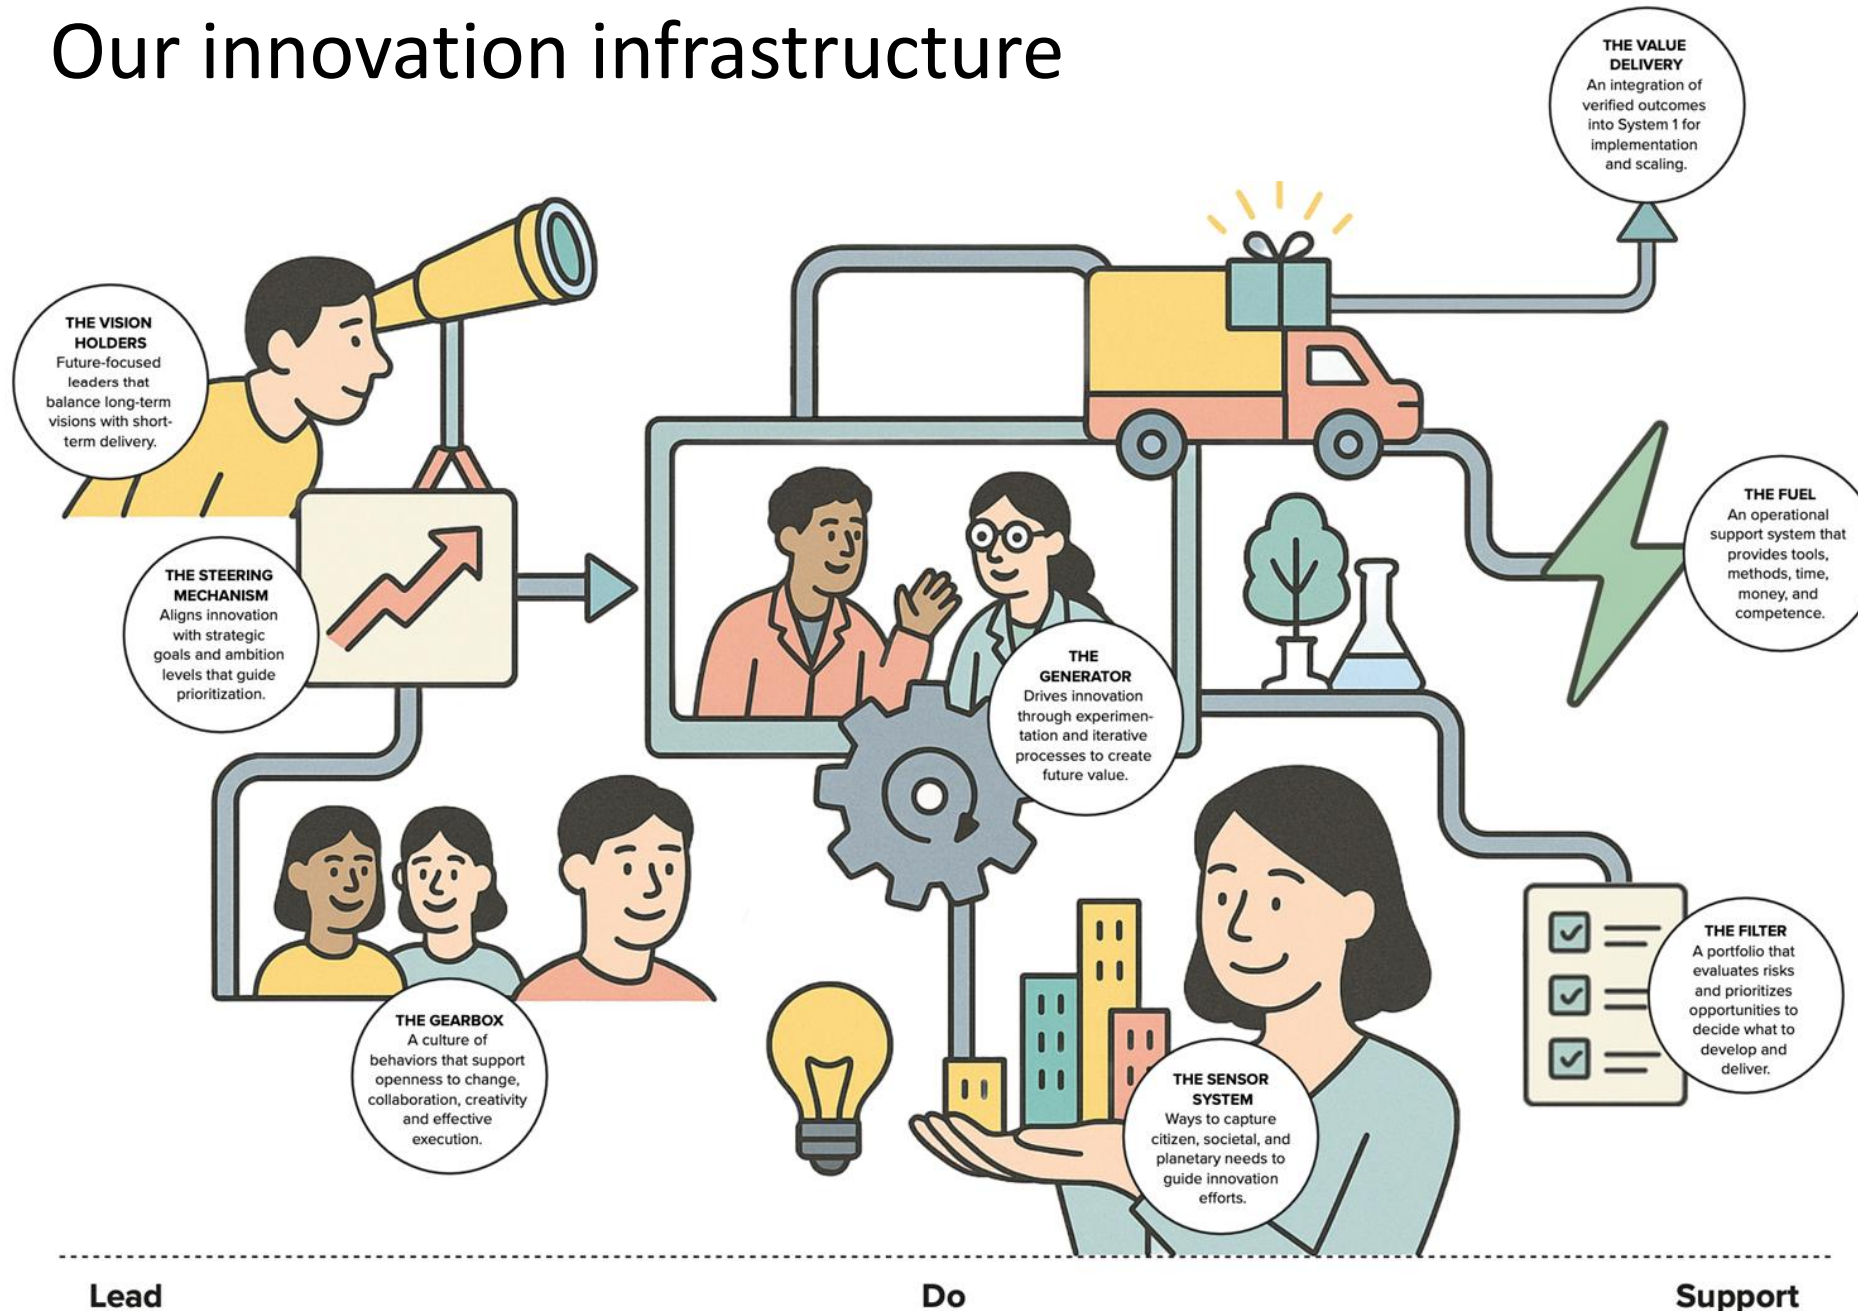 Our innovation infrastructure
THE VALUE
DELIVERY
An integration of
verified outcomes
into System 1 for
implementation
and scaling.
THE VISION
HOLDERS
Future-focused
leaders that
balance long-term
visions with short-
term delivery.
THE STEERING
MECHANISM
Aligns innovation
with strategic
goals and ambition
levels that guide
prioritization.
THE FUEL
An operational
support system that
provides tools,
methods, time,
money, and
competence.
THE
GENERATOR
Drives innovation
through experimen-
tation and iterative
processes to create
future value.
THE GEARBOX
A culture of
behaviors that support
openness to change,
collaboration, creativity
and effective
execution.
THE SENSOR
SYSTEM
Ways to capture
citizen, societal, and
planetary needs to
guide innovation
efforts.
THE FILTER
A portfolio that
evaluates risks
and prioritizes
opportunities to
decide what to
develop and
deliver.
Lead
Do
Support